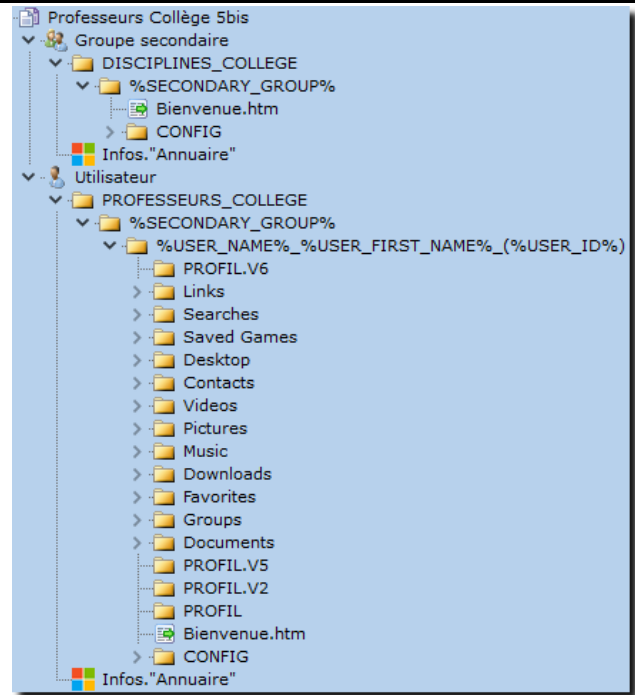 Professeurs Collège 5bis
Groupe secondaire
DISCIPLINES_COLLEGE
%SECONDARY_GROUP%
Bienvenue.htm
CONFIG
Infos."Annuaire"
Utilisateur
PROFESSEURS_COLLEGE
%SECONDARY_GROUP%
%USER_NAME%_%USER_FIRST_NAME%_(%USER_ID%)
PROFIL.V6
Links
Searches
Saved Games
Desktop
Contacts
Videos
Pictures
Music
Downloads
Favorites
Groups
Documents
PROFIL.V5
PROFIL.V2
PROFIL
Bienvenue.htm
CONFIG
Infos."Annuaire"